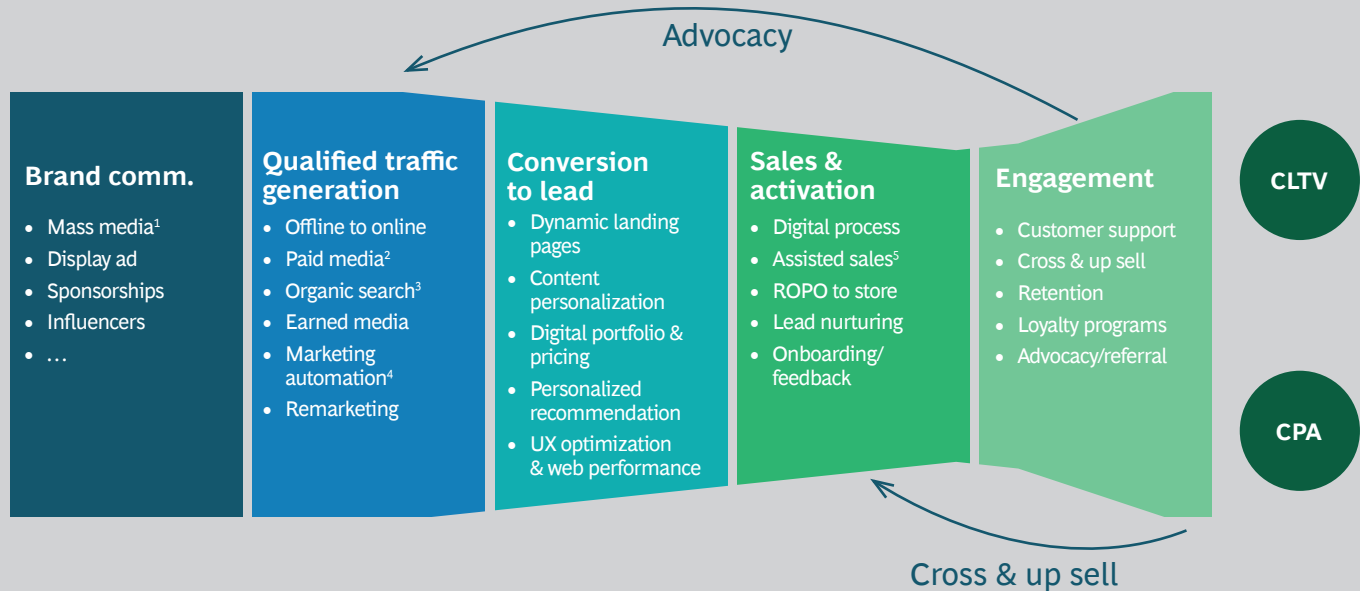 Advocacy
Brand comm.
• Mass media¹
• Display ad
• Sponsorships
• Influencers
• …
Qualified traffic
generation
• Offline to online
• Paid media²
• Organic search³
• Earned media
• Marketing
automation⁴
• Remarketing
Conversion
to lead
• Dynamic landing
pages
• Content
personalization
• Digital portfolio &
pricing
• Personalized
recommendation
• UX optimization
& web performance
Sales &
activation
• Digital process
• Assisted sales⁵
• ROPO to store
• Lead nurturing
• Onboarding/
feedback
Engagement
• Customer support
• Cross & up sell
• Retention
• Loyalty programs
• Advocacy/referral
CLTV
CPA
Cross & up sell